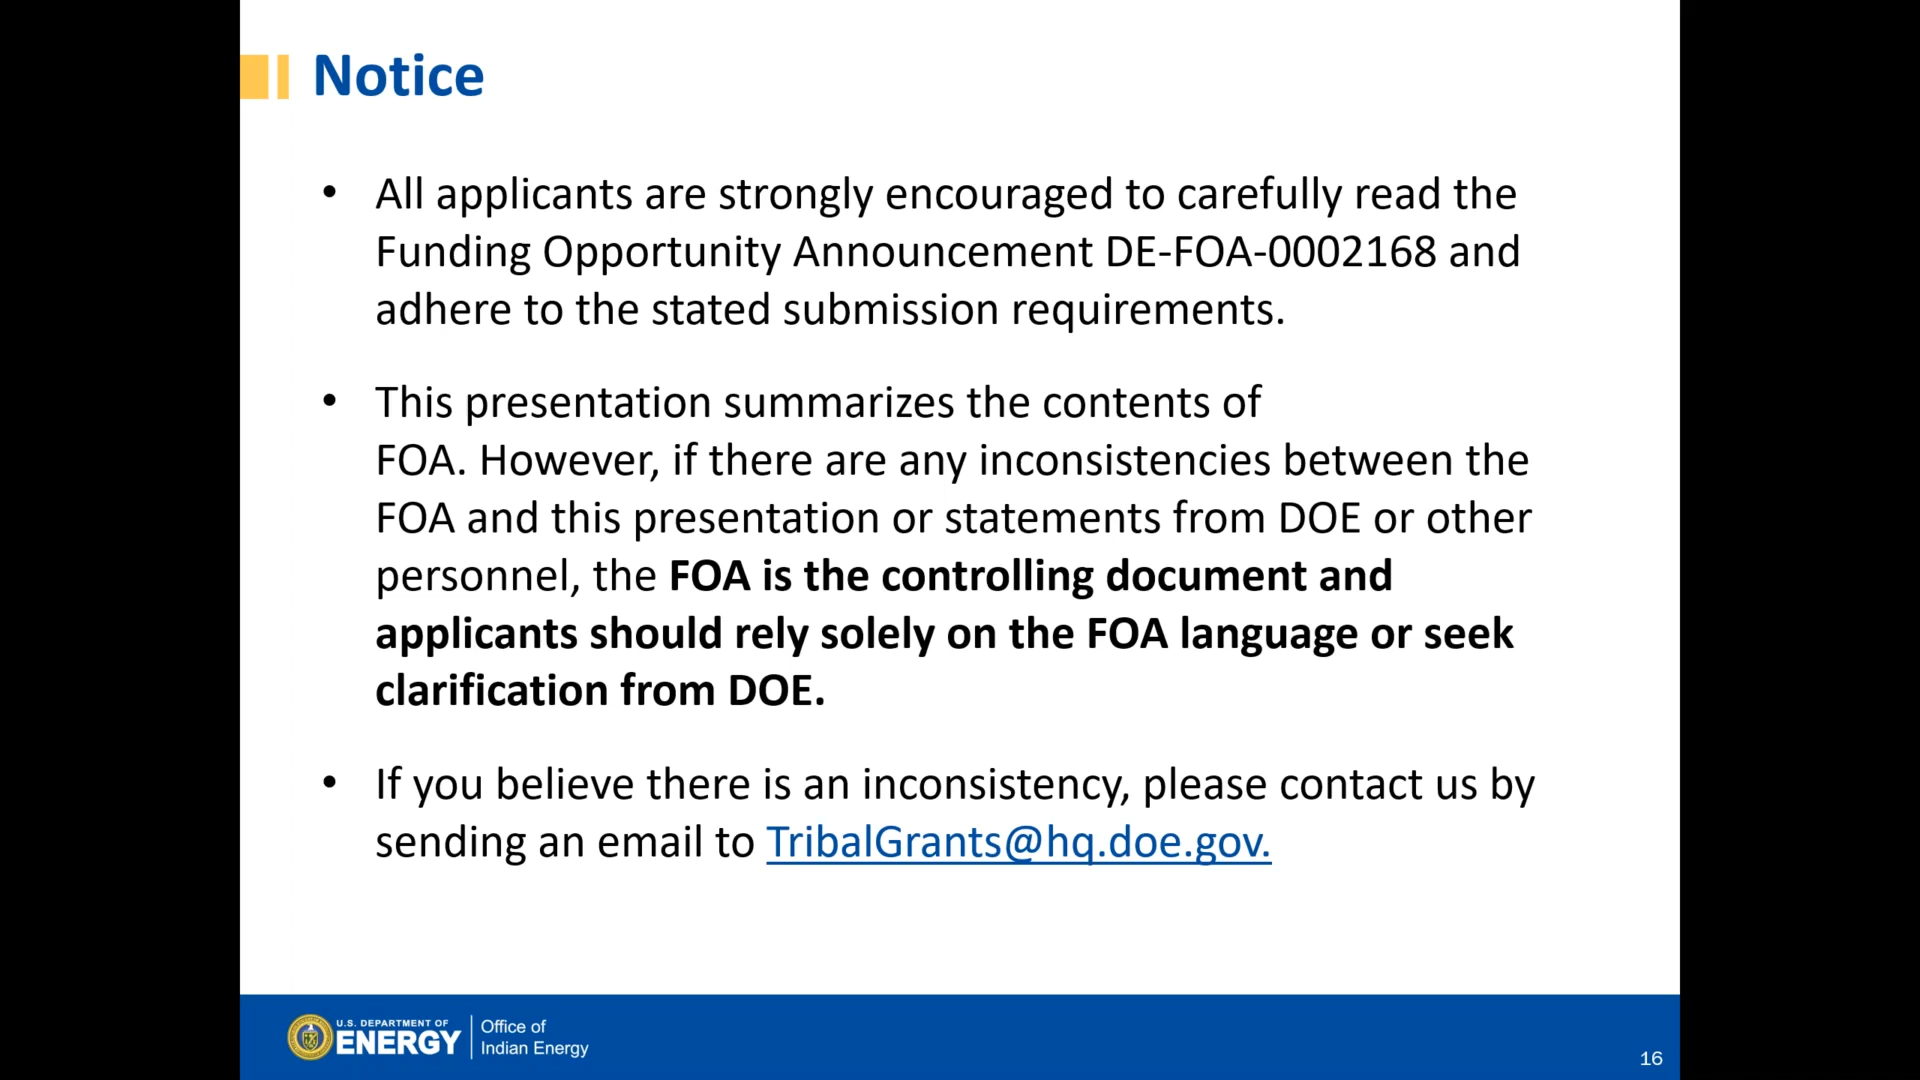 Notice
• All applicants are strongly encouraged to carefully read the
Funding Opportunity Announcement DE-FOA-0002168 and
adhere to the stated submission requirements.
• This presentation summarizes the contents of
FOA. However, if there are any inconsistencies between the
FOA and this presentation or statements from DOE or other
personnel, the FOA is the controlling document and
applicants should rely solely on the FOA language or seek
clarification from DOE.
• If you believe there is an inconsistency, please contact us by
sending an email to TribalGrants@hq.doe.gov.
U.S. DEPARTMENT OF
ENERGY
Office of
Indian Energy
16